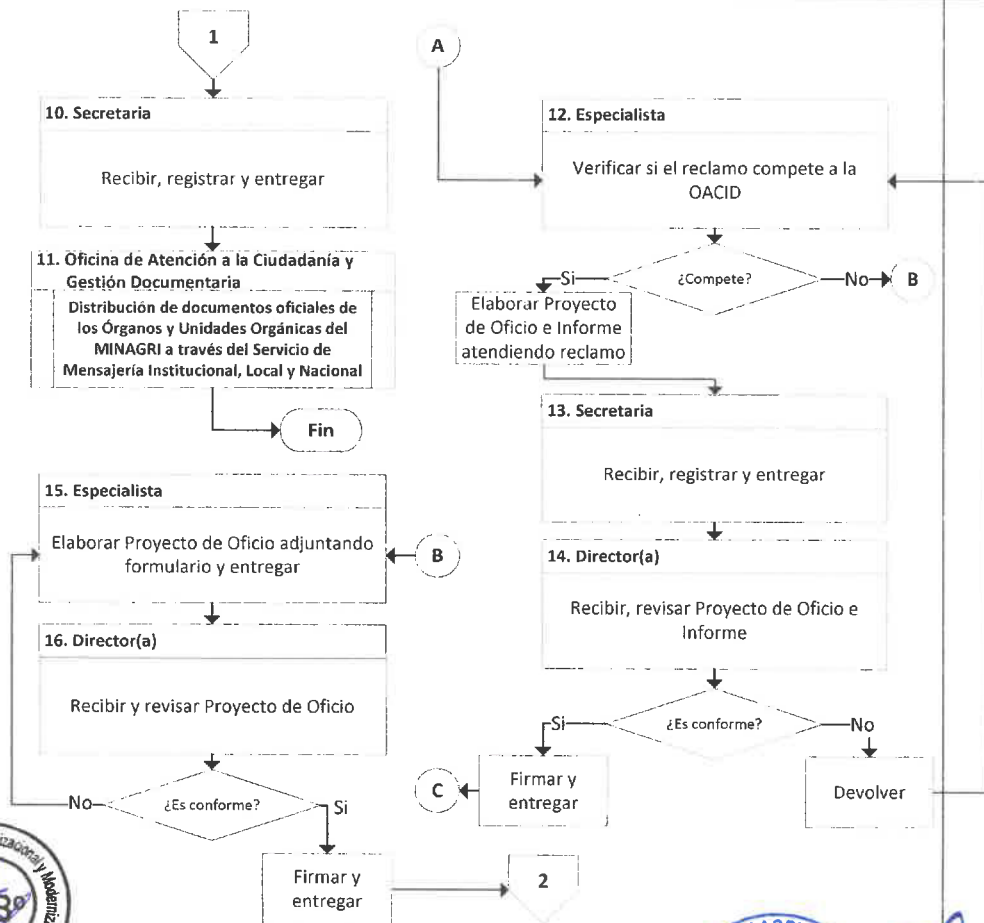 1
10. Secretaria
Recibir, registrar y entregar
11. Oficina de Atención a la Ciudadanía y
Gestión Documentaria
Distribución de documentos oficiales de
los Órganos y Unidades Orgánicas del
MINAGRI a través del Servicio de
Mensajería Institucional, Local y Nacional
Fin
A
12. Especialista
Verificar si el reclamo compete a la
OACID
¿Compete?
Si
No
B
Elaborar Proyecto
de Oficio e Informe
atendiendo reclamo
13. Secretaria
Recibir, registrar y entregar
14. Director(a)
Recibir, revisar Proyecto de Oficio e
Informe
¿Es conforme?
Si
No
Firmar y
entregar
C
Devolver
15. Especialista
Elaborar Proyecto de Oficio adjuntando
formulario y entregar
B
16. Director(a)
Recibir y revisar Proyecto de Oficio
¿Es conforme?
No
Si
Firmar y
entregar
2